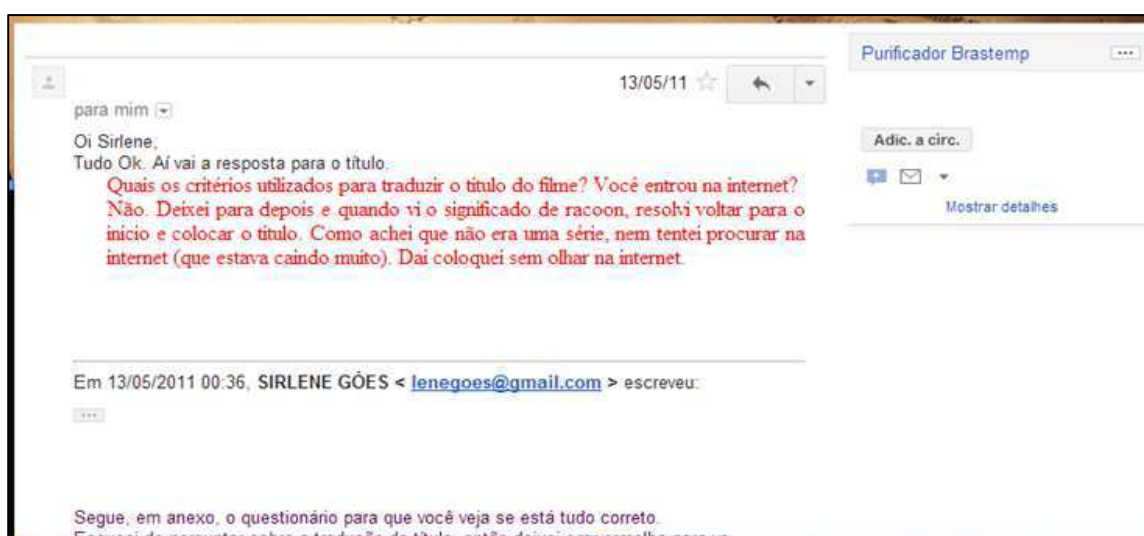 Purificador Brastemp
13/05/11
para mim
Oi Sirlene,
Adic. a circ.
Tudo Ok. Aí vai a resposta para o título.
Quais os critérios utilizados para traduzir o titulo do filme? Você entrou na internet?
Não. Deixei para depois e quando vi o significado de racoon, resolvi voltar para o
inicio e colocar o titulo. Como achei que não era uma série, nem tentei procurar na
internet (que estava caindo muito). Dai coloquei sem olhar na internet.
Mostrar detalhes
Em 13/05/2011 00:36, SIRLENE GÓES < lenegoes@gmail.com > escreveu:
Segue, em anexo, o questionário para que você veja se está tudo correto.